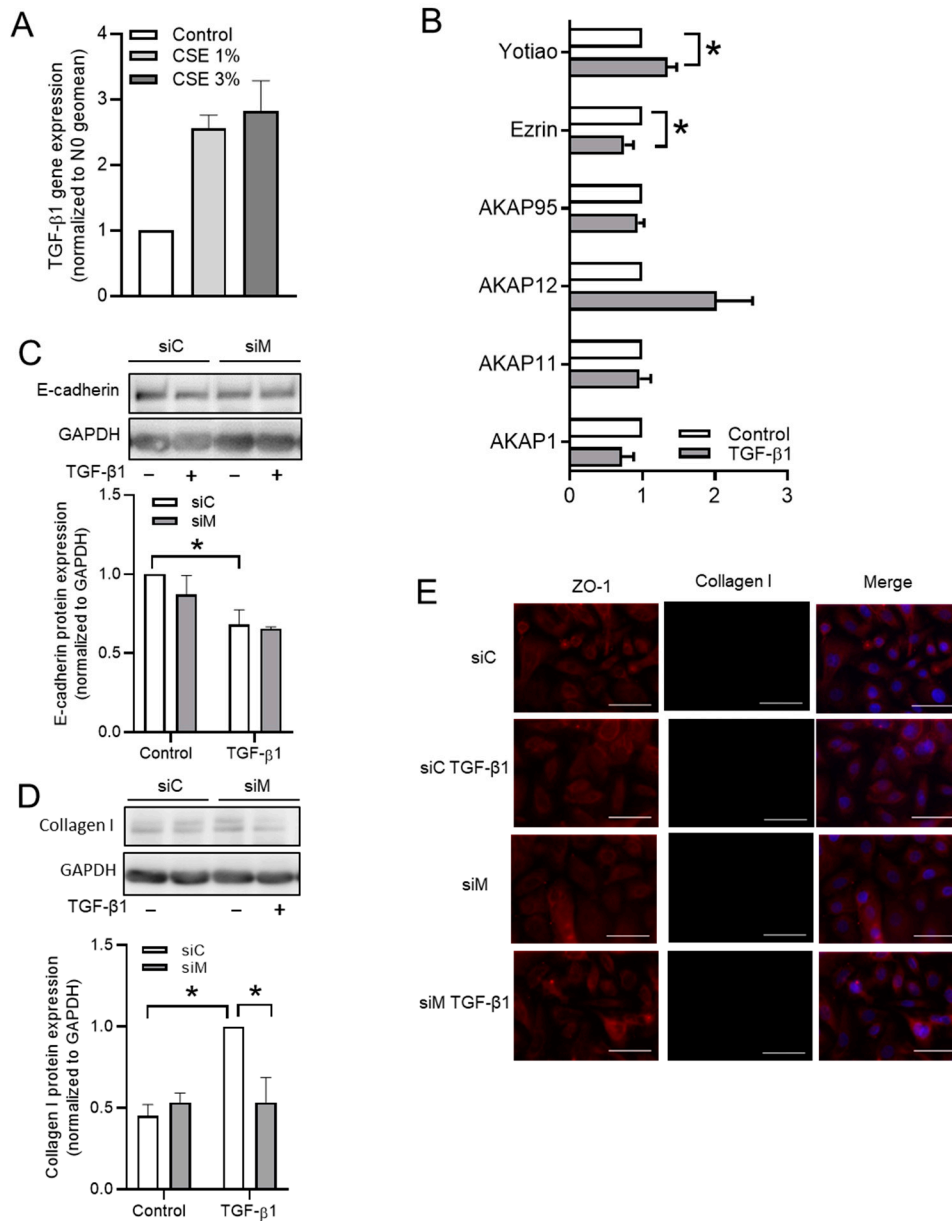 A
TGF-β1 gene expression
(normalized to N0 geomean)
Control
CSE 1%
CSE 3%
4
3
2
1
0
B
Yotiao
Ezrin
AKAP95
AKAP12
AKAP11
AKAP1
*
*
Control
TGF-β1
0 1 2 3
C
siC siM
E-cadherin
GAPDH
TGF-β1 – + – +
E-cadherin protein expression
(normalized to GAPDH)
siC
siM
*
1.5
1.0
0.5
0.0
Control TGF-β1
D
siC siM
Collagen I
GAPDH
TGF-β1 – – +
Collagen I protein expression
(normalized to GAPDH)
siC
siM
* *
1.5
1.0
0.5
0.0
Control TGF-β1
E
ZO-1 Collagen I Merge
siC
siC TGF-β1
siM
siM TGF-β1